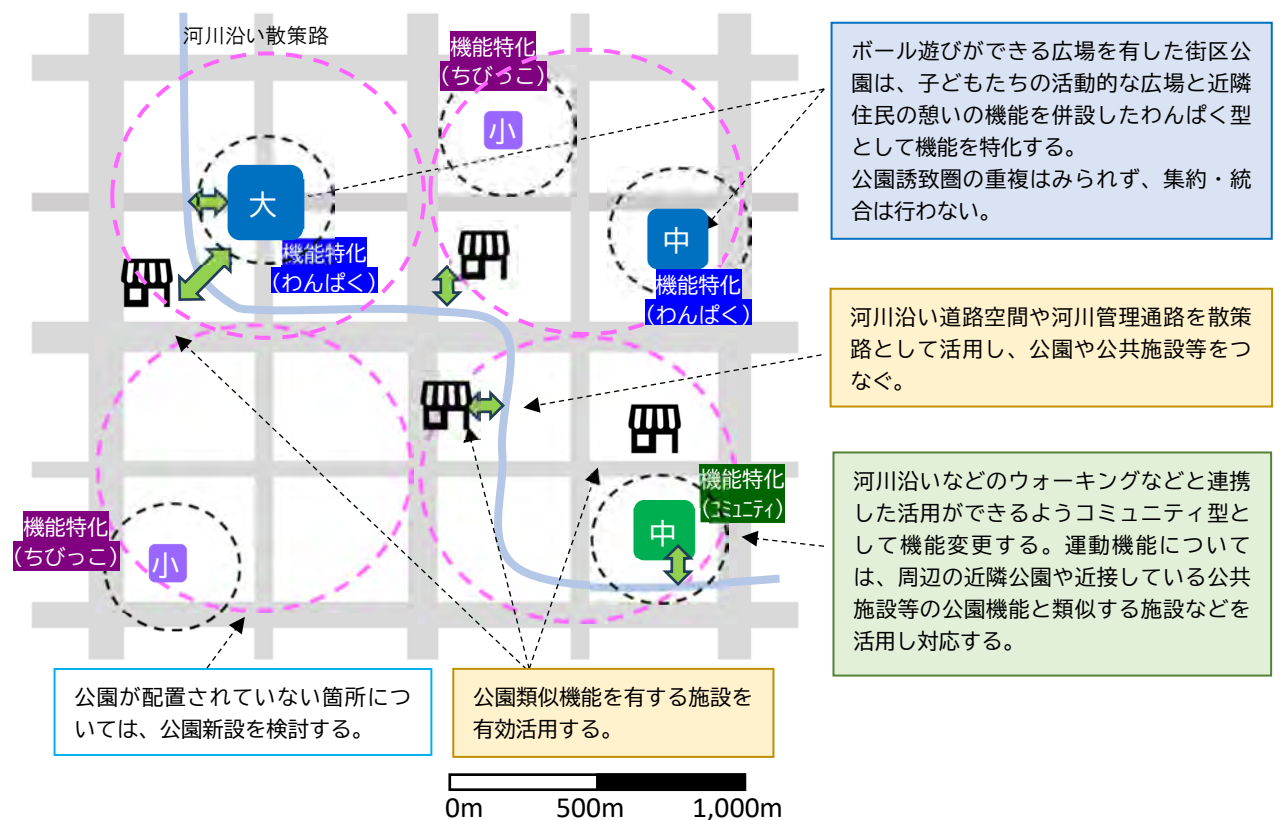 河川沿い散策路
機能特化
（ちびっこ）
小
大
機能特化
（わんぱく）
中
機能特化
（わんぱく）
機能特化
（コミュニティ）
中
機能特化
（ちびっこ）
小
ボール遊びができる広場を有した街区公
園は、子どもたちの活動的な広場と近隣
住民の憩いの機能を併設したわんぱく型
として機能を特化する。
公園誘致圏の重複はみられず、集約・統
合は行わない。
河川沿い道路空間や河川管理通路を散策
路として活用し、公園や公共施設等をつ
なぐ。
河川沿いなどのウォーキングなどと連携
した活用ができるようコミュニティ型と
して機能変更する。運動機能について
は、周辺の近隣公園や近接している公共
施設等の公園機能と類似する施設などを
活用し対応する。
公園が配置されていない箇所につ
いては、公園新設を検討する。
公園類似機能を有する施設を
有効活用する。
0m 500m 1,000m